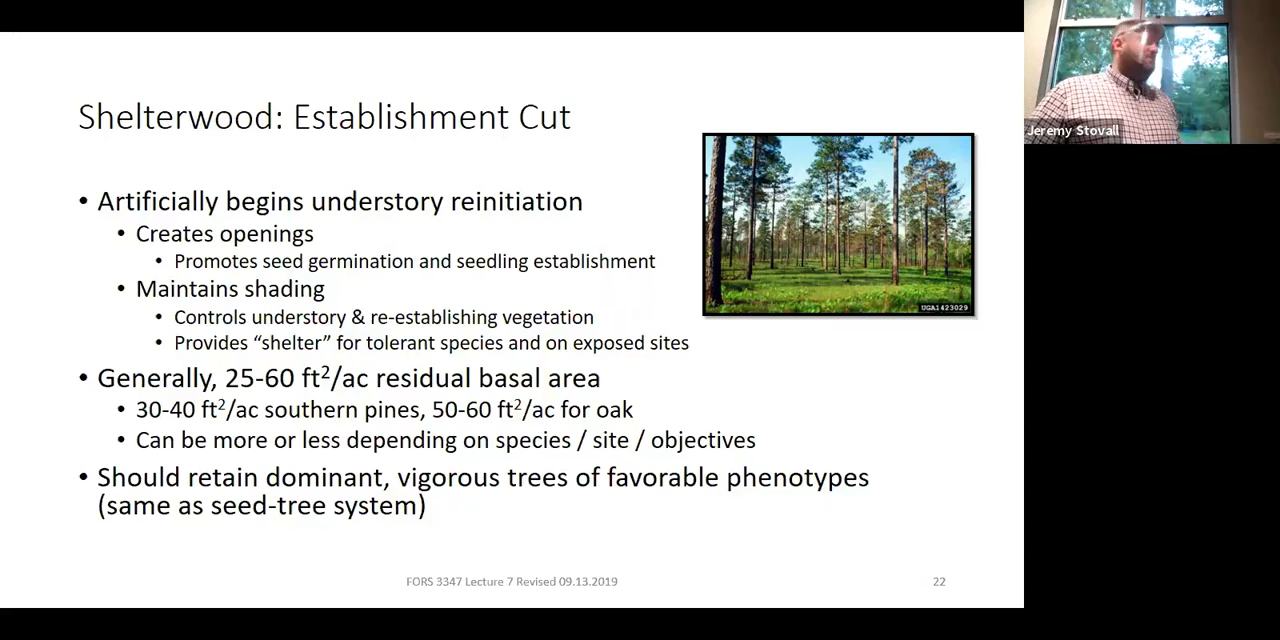 Shelterwood: Establishment Cut
• Artificially begins understory reinitiation
• Creates openings
• Promotes seed germination and seedling establishment
• Maintains shading
• Controls understory & re-establishing vegetation
• Provides “shelter” for tolerant species and on exposed sites
• Generally, 25-60 ft²/ac residual basal area
• 30-40 ft²/ac southern pines, 50-60 ft²/ac for oak
• Can be more or less depending on species / site / objectives
• Should retain dominant, vigorous trees of favorable phenotypes
(same as seed-tree system)
UGA1423029
FORS 3347 Lecture 7 Revised 09.13.2019
22
Jeremy Stovall